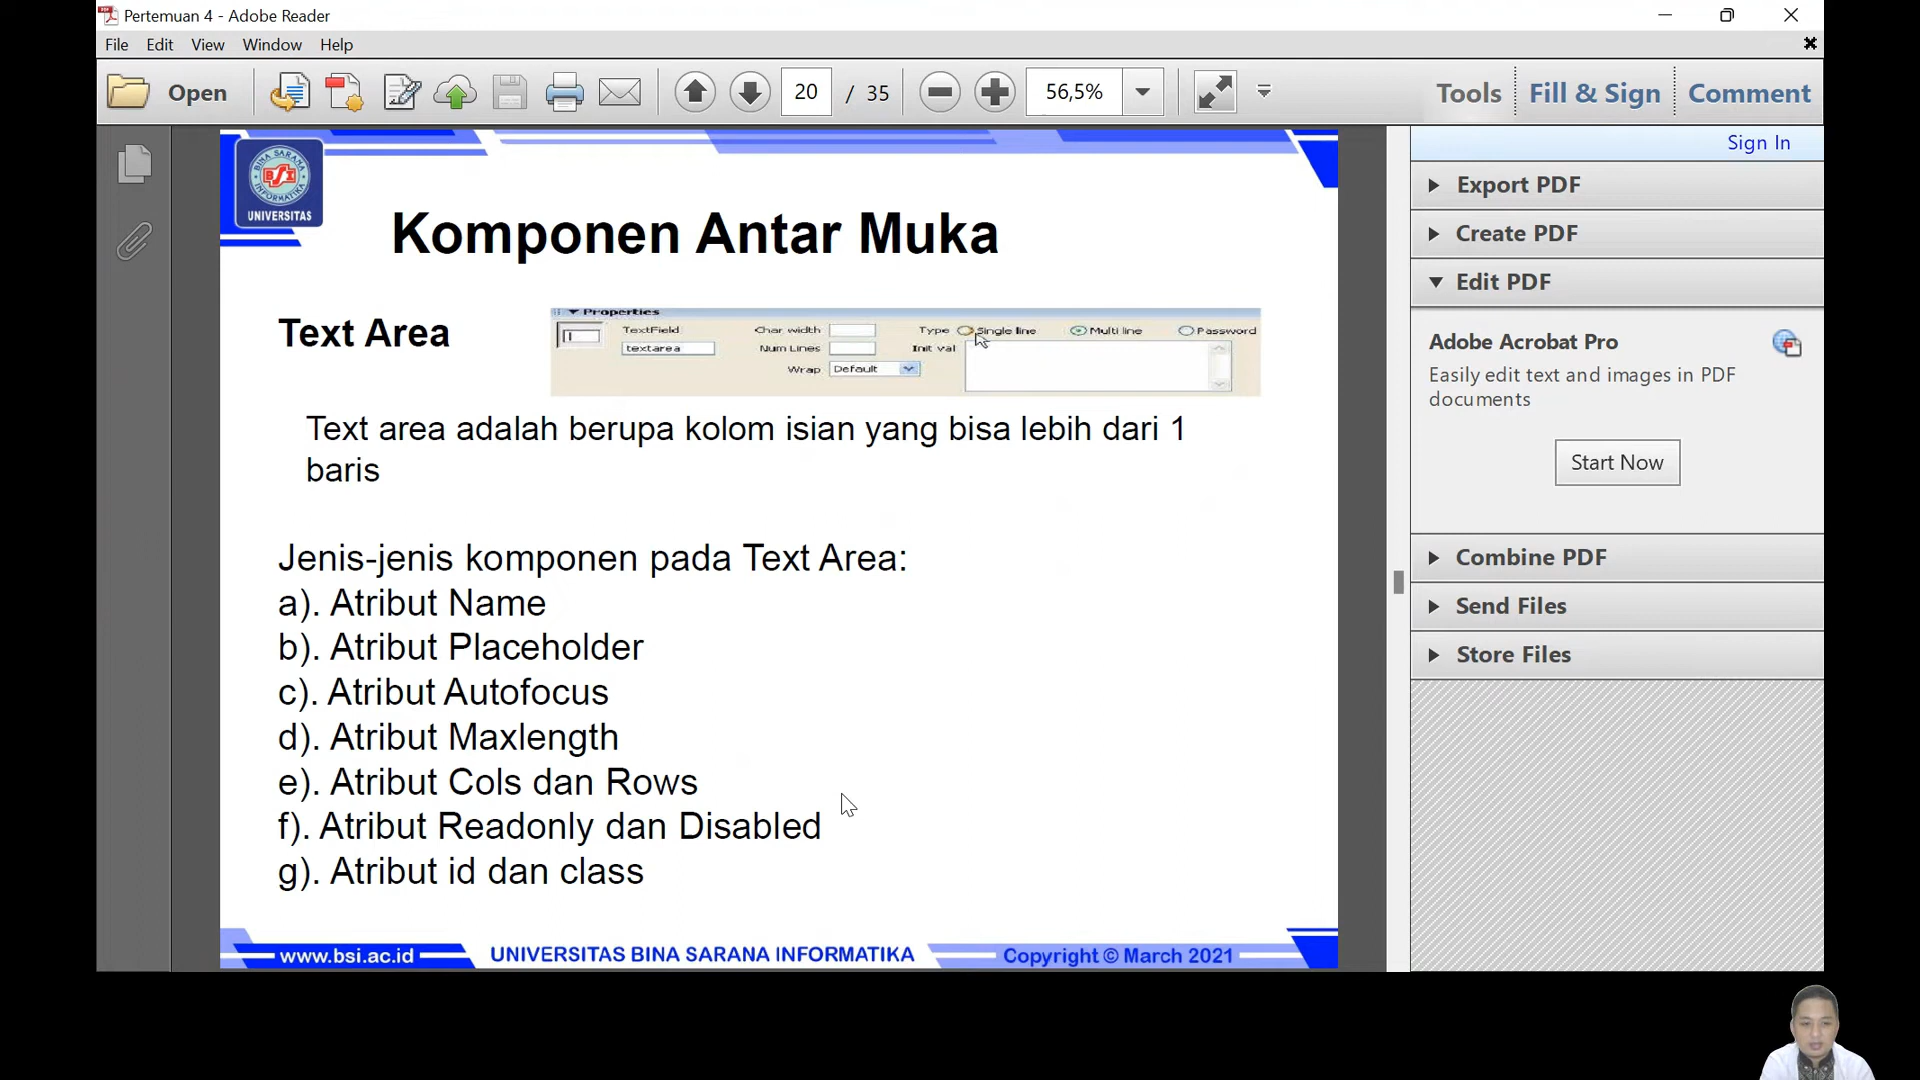 Pertemuan 4 - Adobe Reader
File Edit View Window Help
Open 20 / 35 56,5% Tools Fill & Sign Comment
Sign In
Export PDF
Create PDF
Edit PDF
Adobe Acrobat Pro
Easily edit text and images in PDF
documents
Start Now
Combine PDF
Send Files
Store Files
BINA SARANA INFORMATIKA
BSI
UNIVERSITAS
Komponen Antar Muka
Text Area
Properties
TextField Char width Type Single line Multi line Password
textarea Num Lines Init val
Wrap Default
Text area adalah berupa kolom isian yang bisa lebih dari 1
baris
Jenis-jenis komponen pada Text Area:
a). Atribut Name
b). Atribut Placeholder
c). Atribut Autofocus
d). Atribut Maxlength
e). Atribut Cols dan Rows
f). Atribut Readonly dan Disabled
g). Atribut id dan class
www.bsi.ac.id UNIVERSITAS BINA SARANA INFORMATIKA Copyright © March 2021